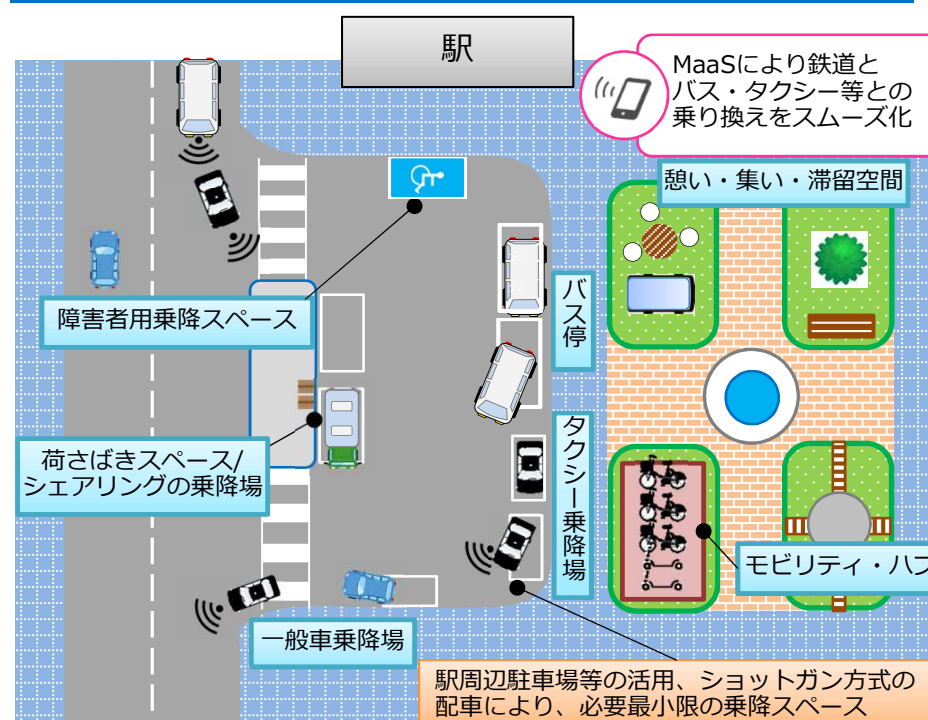 駅
MaaSにより鉄道と
バス・タクシー等との
乗り換えをスムーズ化
憩い・集い・滞留空間
障害者用乗降スペース
バス停
荷さばきスペース/
シェアリングの乗降場
タクシー乗降場
モビリティ・ハブ
一般車乗降場
駅周辺駐車場等の活用、ショットガン方式の
配車により、必要最小限の乗降スペース